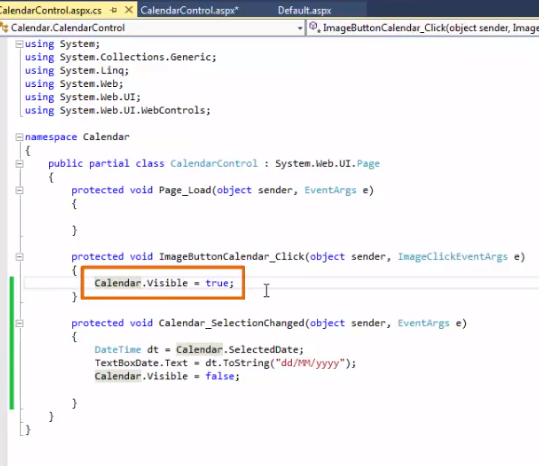 CalendarControl.aspx.cs CalendarControl.aspx* Default.aspx
Calendar.CalendarControl ImageButtonCalendar_Click(object sender,
using System;
using System.Collections.Generic;
using System.Linq;
using System.Web;
using System.Web.UI;
using System.Web.UI.WebControls;
namespace Calendar
{
public partial class CalendarControl : System.Web.UI.Page
{
protected void Page_Load(object sender, EventArgs e)
{
}
protected void ImageButtonCalendar_Click(object sender, ImageClickEventArgs e)
{
Calendar.Visible = true;
}
protected void Calendar_SelectionChanged(object sender, EventArgs e)
{
DateTime dt = Calendar.SelectedDate;
TextBoxDate.Text = dt.ToString("dd/MM/yyyy");
Calendar.Visible = false;
}
}
}